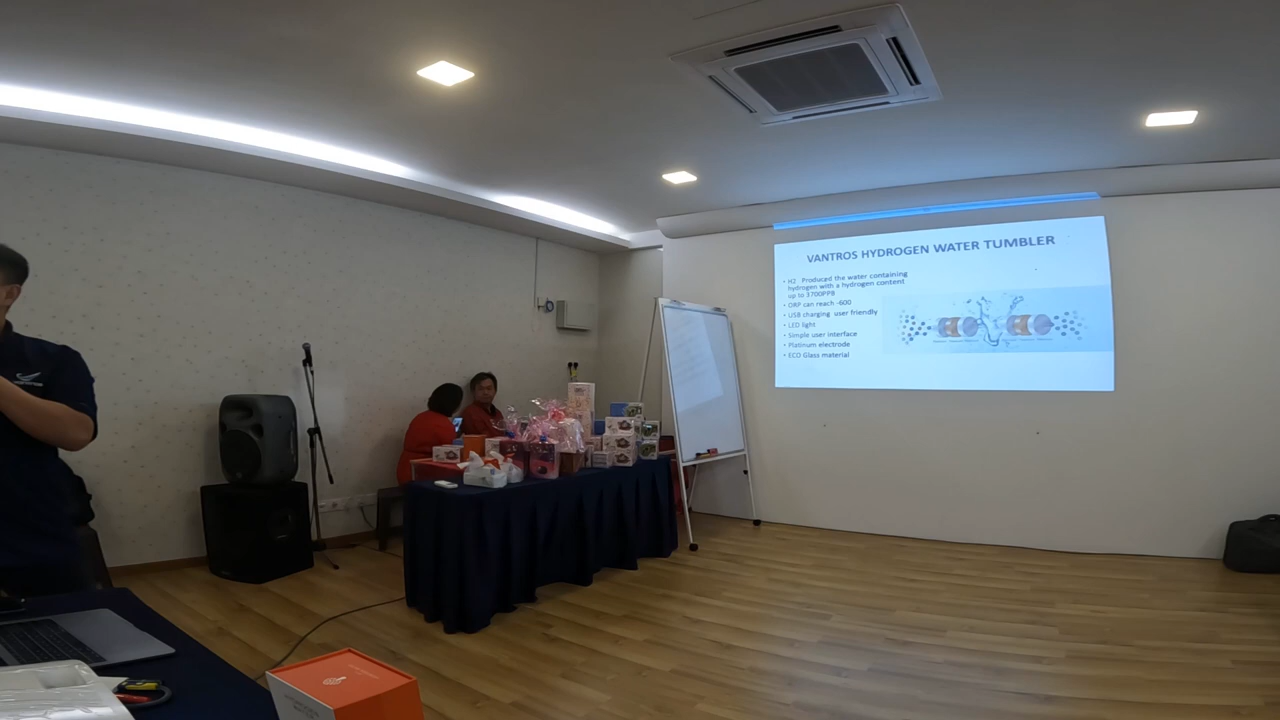 VANTROS HYDROGEN WATER TUMBLER
• H2 Produced the water containing
hydrogen with a hydrogen content
up to 3700PPB
• ORP can reach -600
• USB charging user friendly
• LED light
• Simple user interface
• Platinum electrode
• ECO Glass material